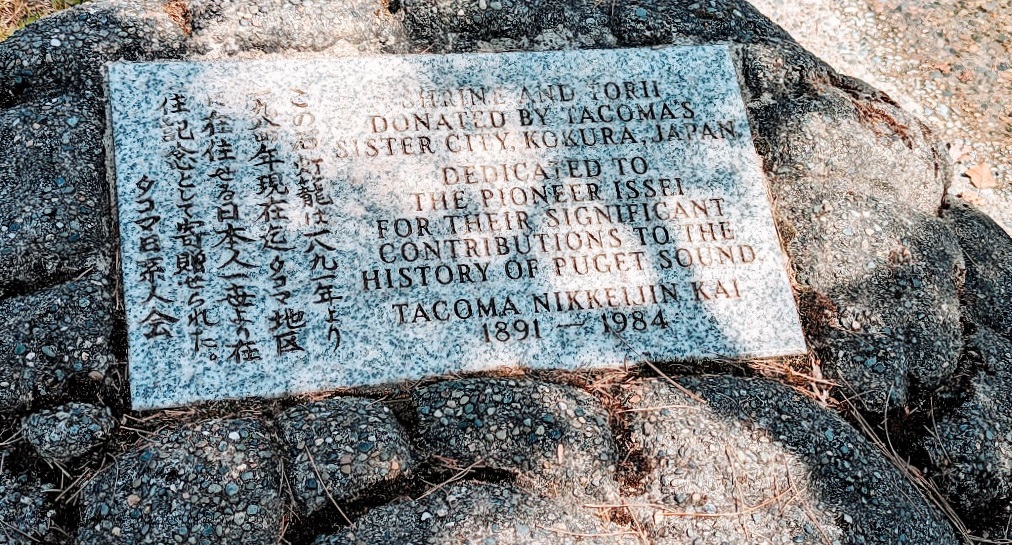 SHRINE AND TORII
DONATED BY TACOMA'S
SISTER CITY, KOKURA, JAPAN.
DEDICATED TO
THE PIONEER ISSEI
FOR THEIR SIGNIFICANT
CONTRIBUTIONS TO THE
HISTORY OF PUGET SOUND
TACOMA NIKKEIJIN KAI
1891 — 1984
この灯龍は一八九一年より
一九八四年現在迄タコマ地区
に在住せる日本人一世より在
住記念として寄贈せられた。
タコマ日系人会